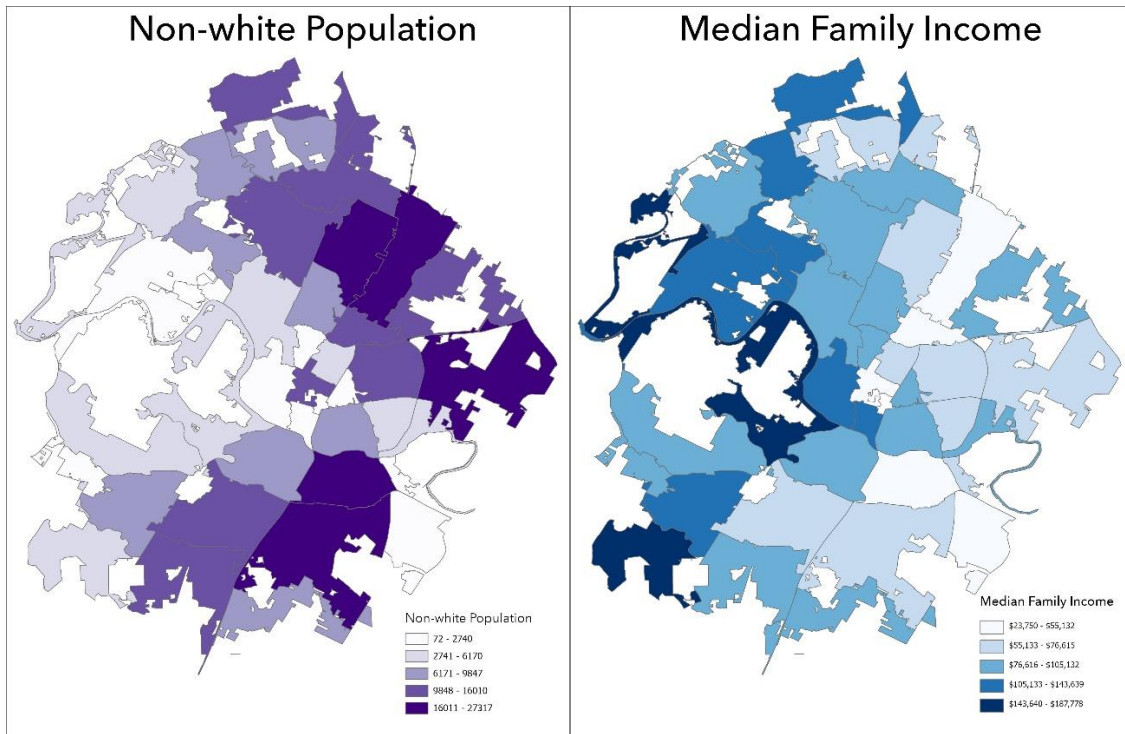 Non-white Population
Median Family Income
Non-white Population
72 - 2740
2741 - 6170
6171 - 9847
9848 - 16010
16011 - 27317
Median Family Income
$23,750 - $55,132
$55,133 - $76,615
$76,616 - $105,132
$105,133 - $143,639
$143,640 - $187,778